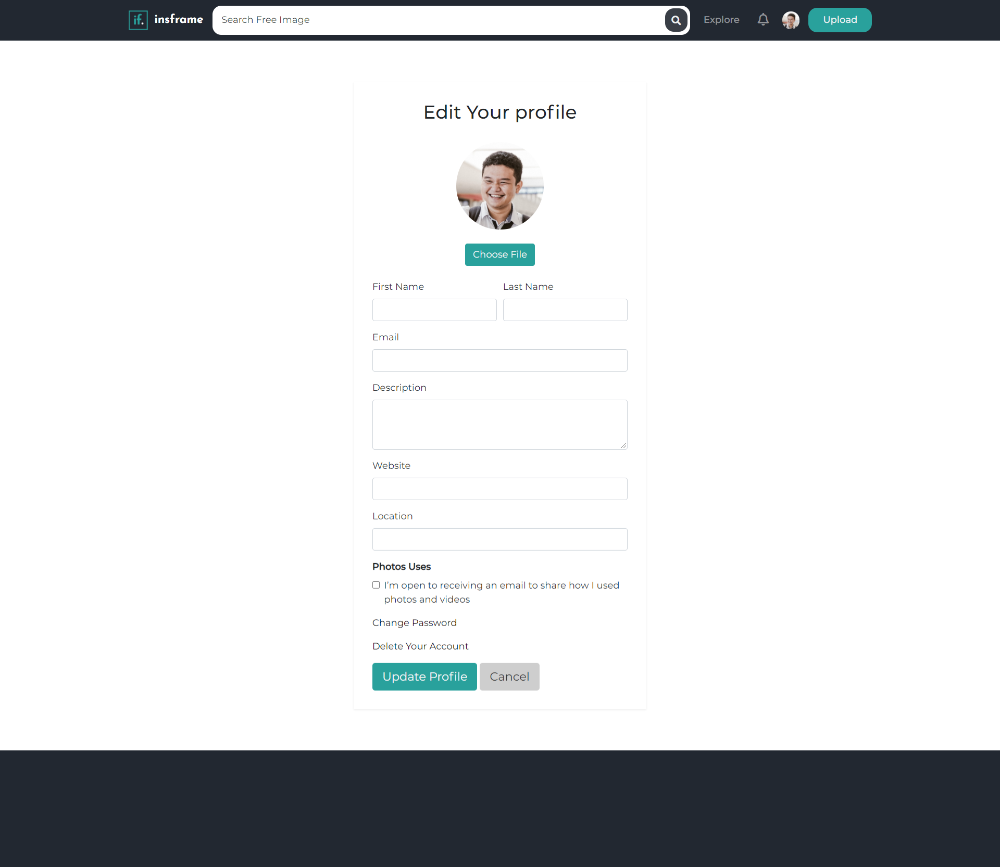 if. insframe Search Free Image Explore Upload
Edit Your profile
Choose File
First Name Last Name
Email
Description
Website
Location
Photos Uses
I’m open to receiving an email to share how I used
photos and videos
Change Password
Delete Your Account
Update Profile Cancel